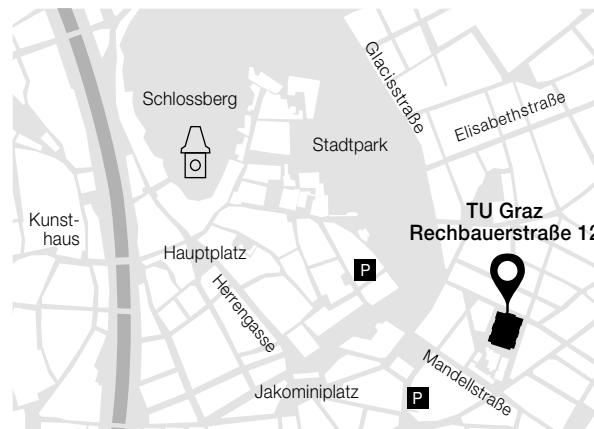 Glacisstraße
Schlossberg
Elisabethstraße
Stadtpark
TU Graz
Rechbauerstraße 12
Kunst-
haus
Hauptplatz
P
Herrengasse
Mandellstraße
Jakominiplatz
P